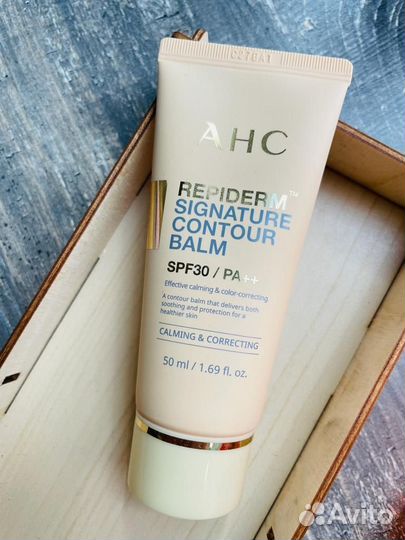 AHC
REPIDERM™
SIGNATURE
CONTOUR
BALM
SPF30 / PA++
Effective calming & color-correcting
A contour balm that delivers both
soothing and protection for a
healthier skin
CALMING & CORRECTING
50 ml / 1.69 fl. oz.
Avito